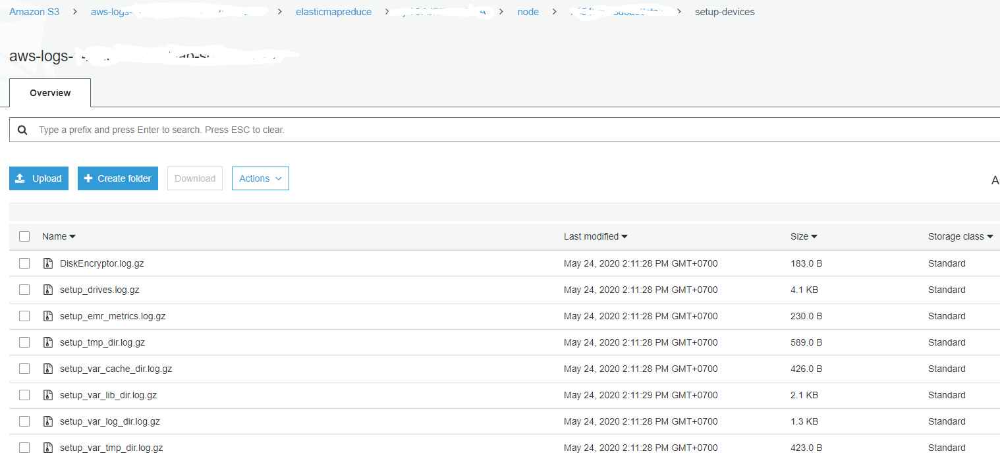 Amazon S3 > aws-logs- > elasticmapreduce > > node > > setup-devices
aws-logs-
Overview
Type a prefix and press Enter to search. Press ESC to clear.
Upload Create folder Download Actions A
Name Last modified Size Storage class
DiskEncryptor.log.gz May 24, 2020 2:11:28 PM GMT+0700 183.0 B Standard
setup_drives.log.gz May 24, 2020 2:11:28 PM GMT+0700 4.1 KB Standard
setup_emr_metrics.log.gz May 24, 2020 2:11:28 PM GMT+0700 230.0 B Standard
setup_tmp_dir.log.gz May 24, 2020 2:11:28 PM GMT+0700 589.0 B Standard
setup_var_cache_dir.log.gz May 24, 2020 2:11:28 PM GMT+0700 426.0 B Standard
setup_var_lib_dir.log.gz May 24, 2020 2:11:29 PM GMT+0700 2.1 KB Standard
setup_var_log_dir.log.gz May 24, 2020 2:11:28 PM GMT+0700 1.3 KB Standard
setup_var_tmp_dir.log.gz May 24, 2020 2:11:28 PM GMT+0700 423.0 B Standard